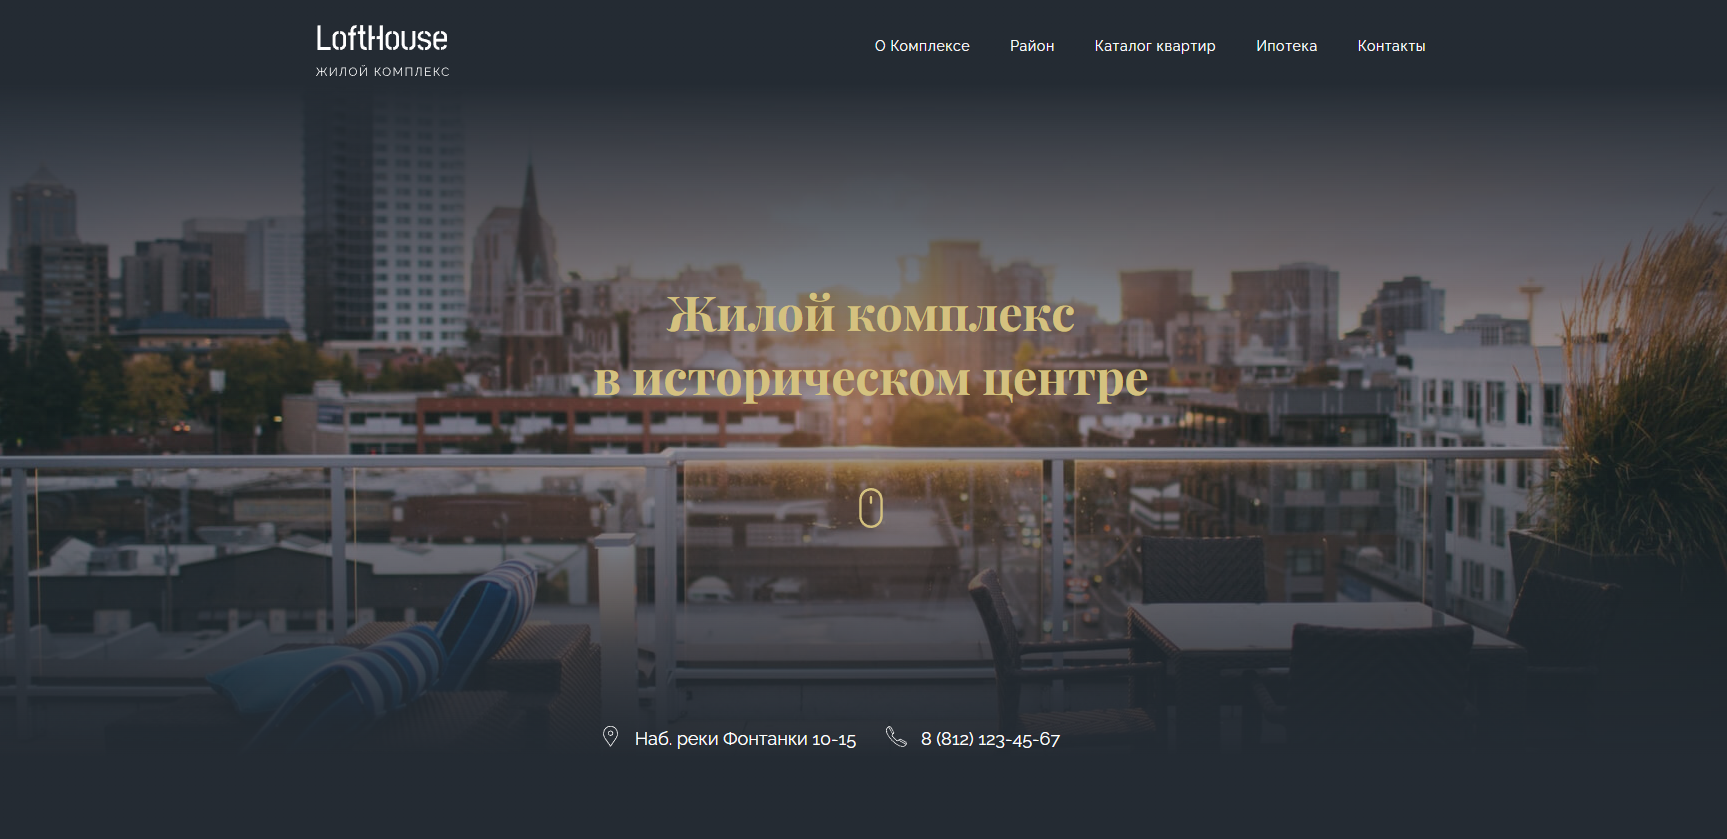 LoftHouse
ЖИЛОЙ КОМПЛЕКС
О Комплексе Район Каталог квартир Ипотека Контакты
Жилой комплекс
в историческом центре
Наб. реки Фонтанки 10-15 8 (812) 123-45-67